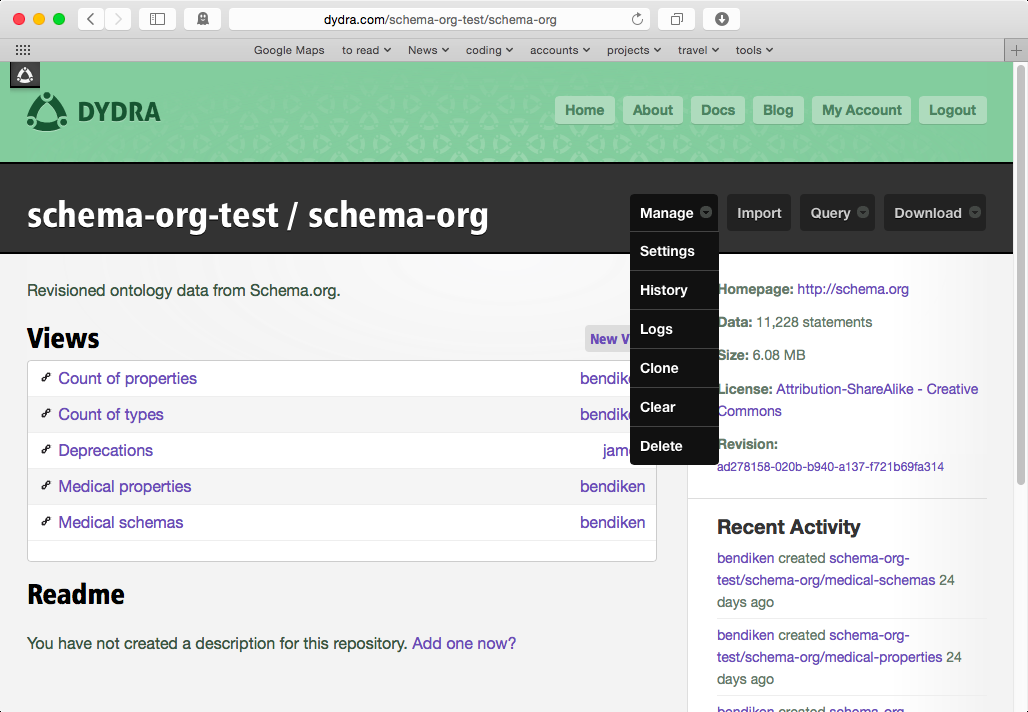 dydra.com/schema-org-test/schema-org
Google Maps to read News coding accounts projects travel tools
DYDRA
Home About Docs Blog My Account Logout
schema-org-test / schema-org
Manage Import Query Download
Settings
History
Logs
Clone
Clear
Delete
Revisioned ontology data from Schema.org.
Views
New V
Count of properties bendike
Count of types bendike
Deprecations jam
Medical properties bendiken
Medical schemas bendiken
Readme
You have not created a description for this repository. Add one now?
Homepage: http://schema.org
Data: 11,228 statements
Size: 6.08 MB
License: Attribution-ShareAlike - Creative
Commons
Revision:
ad278158-020b-b940-a137-f721b69fa314
Recent Activity
bendiken created schema-org-
test/schema-org/medical-schemas 24
days ago
bendiken created schema-org-
test/schema-org/medical-properties 24
days ago
bendiken created schema-org-